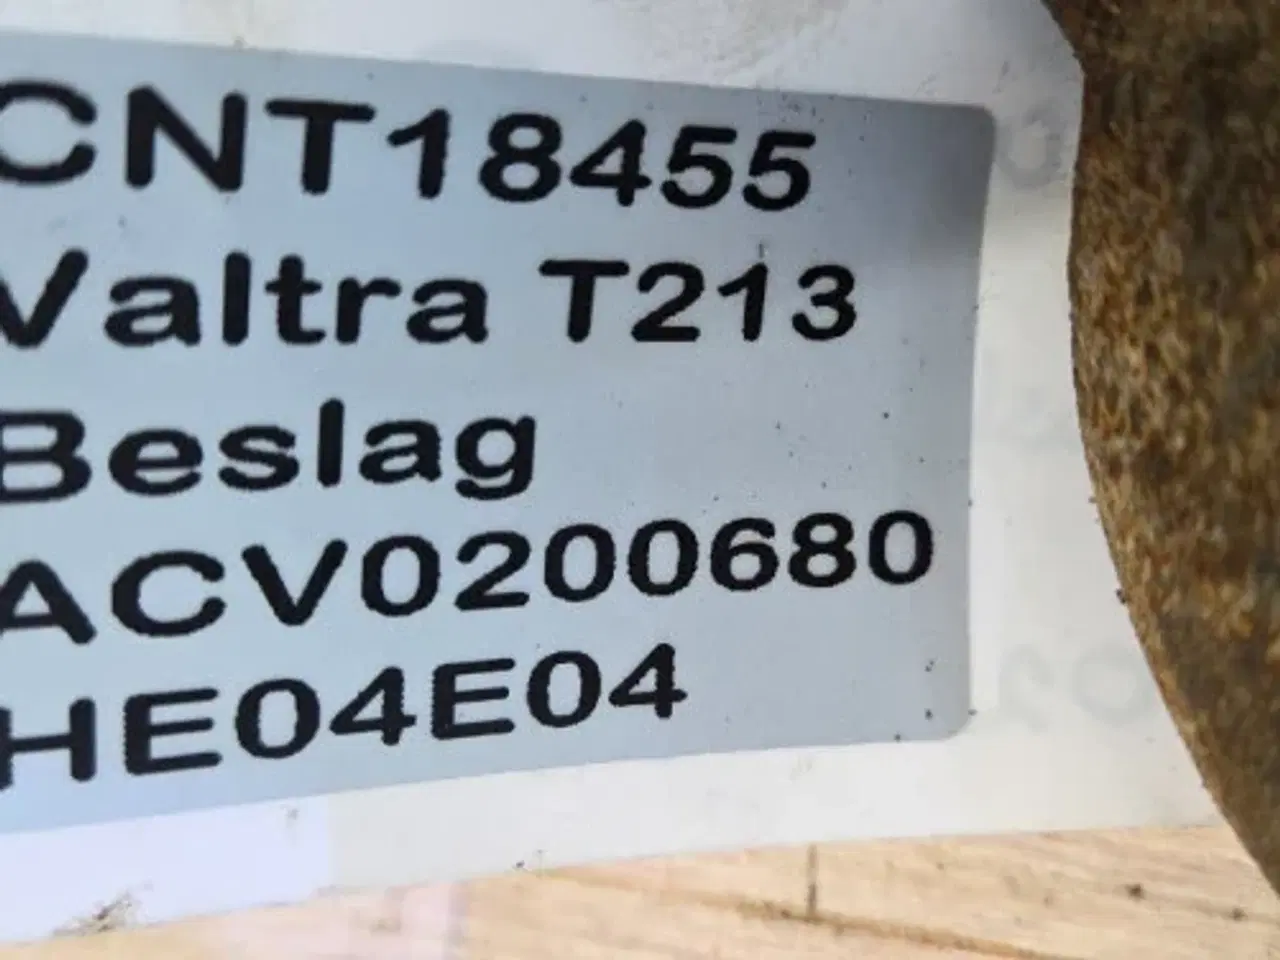 CNT18455
Valtra T213
Beslag
ACV0200680
HE04E04